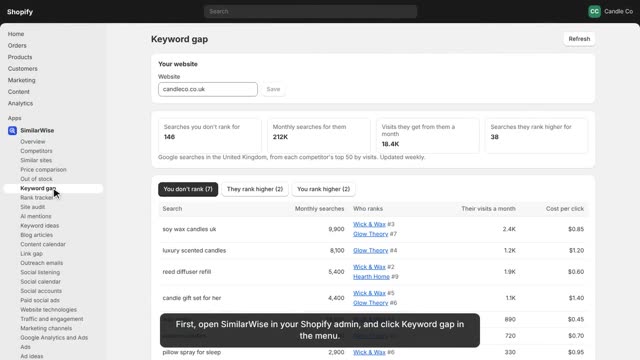 Shopify
Search
CC
Candle Co
Home
Orders
Products
Customers
Marketing
Content
Analytics
Apps
SimilarWise
Overview
Competitors
Similar sites
Price comparison
Out of stock
Keyword gap
Rank tracker
Site audit
AI mentions
Keyword ideas
Blog articles
Content calendar
Link gap
Outreach emails
Social listening
Social calendar
Social accounts
Paid social ads
Website technologies
Traffic and engagement
Marketing channels
Google Analytics and Ads
Ads
Ad ideas
Keyword gap
Refresh
Your website
Website
candleco.co.uk
Save
Searches you don't rank for
146
Monthly searches for them
212K
Visits they get from them a month
18.4K
Searches they rank higher for
38
Google searches in the United Kingdom, from each competitor's top 50 by visits. Updated weekly.
You don't rank (7)
They rank higher (2)
You rank higher (2)
Search Monthly searches Who ranks Their visits a month Cost per click
soy wax candles uk 9,900 Wick & Wax #3 2.4K $0.85
Glow Theory #7
luxury scented candles 8,100 Glow Theory #4 1.2K $1.20
reed diffuser refill 5,400 Wick & Wax #2 1.9K $0.60
Hearth Home #9
candle gift set for her 4,400 Wick & Wax #5 1.1K $1.40
Glow Theory #6
890 $0.45
720 $0.70
pillow spray for sleep 2,900 Wick & Wax #6 330 $0.95
First, open SimilarWise in your Shopify admin, and click Keyword gap in
the menu.